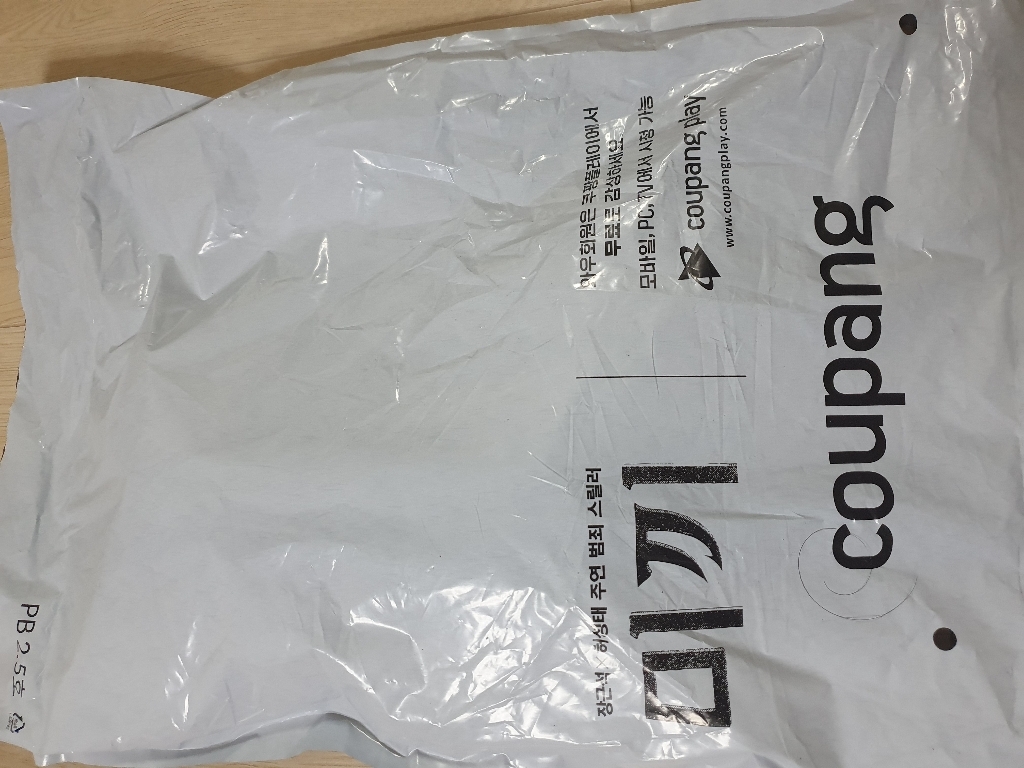 장근석 × 허성태 주연 범죄 스릴러
미끼
와우회원은 쿠팡플레이에서
무료로 감상하세요
모바일, PC, TV에서 시청 가능
coupang play
www.coupangplay.com
coupang
PB 2.5호